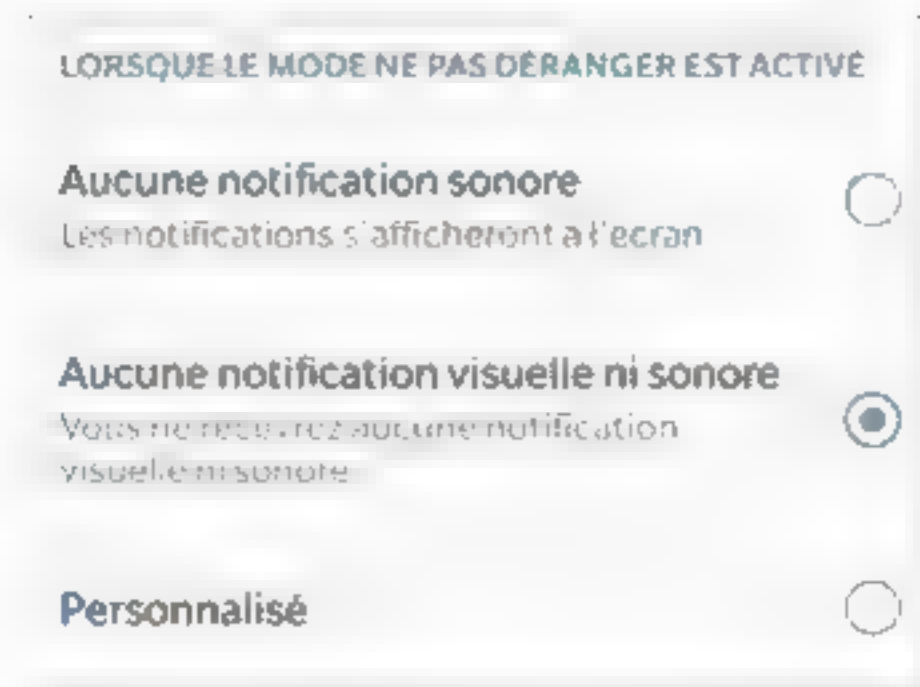 LORSQUE LE MODE NE PAS DÉRANGER EST ACTIVÉ
Aucune notification sonore
Les notifications s'afficheront à l'écran
Aucune notification visuelle ni sonore
Vous ne recevrez aucune notification
visuelle ni sonore
Personnalisé